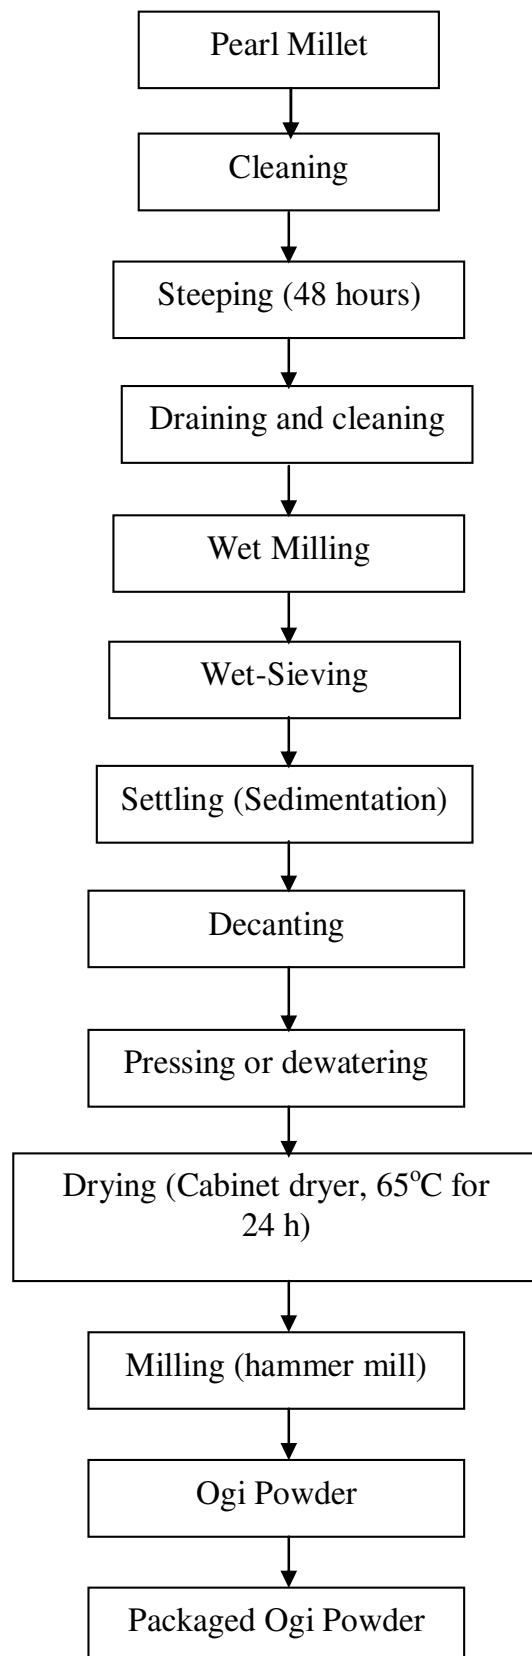 Pearl Millet
Cleaning
Steeping (48 hours)
Draining and cleaning
Wet Milling
Wet-Sieving
Settling (Sedimentation)
Decanting
Pressing or dewatering
Drying (Cabinet dryer, 65°C for
24 h)
Milling (hammer mill)
Ogi Powder
Packaged Ogi Powder